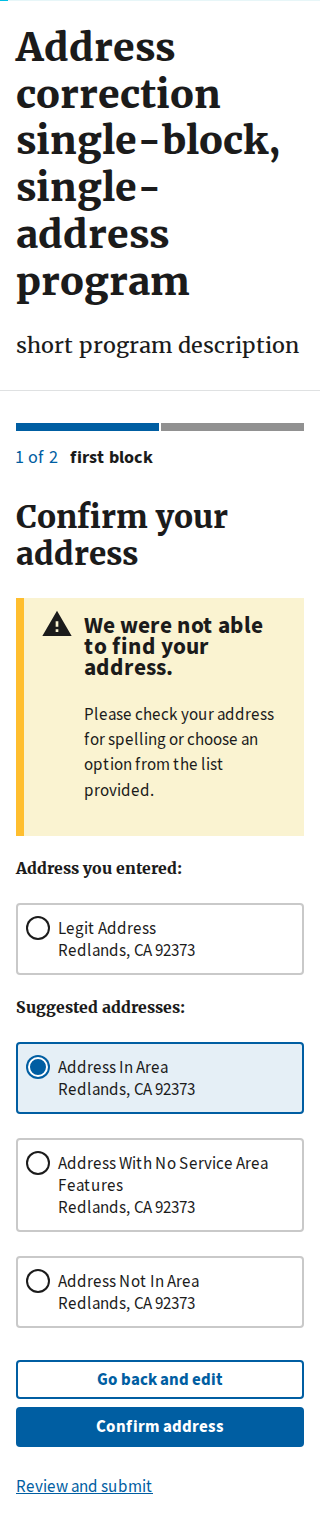 Address
correction
single-block,
single-
address
program
short program description
1 of 2 first block
Confirm your
address
We were not able
to find your
address.
Please check your address
for spelling or choose an
option from the list
provided.
Address you entered:
Legit Address
Redlands, CA 92373
Suggested addresses:
Address In Area
Redlands, CA 92373
Address With No Service Area
Features
Redlands, CA 92373
Address Not In Area
Redlands, CA 92373
Go back and edit
Confirm address
Review and submit